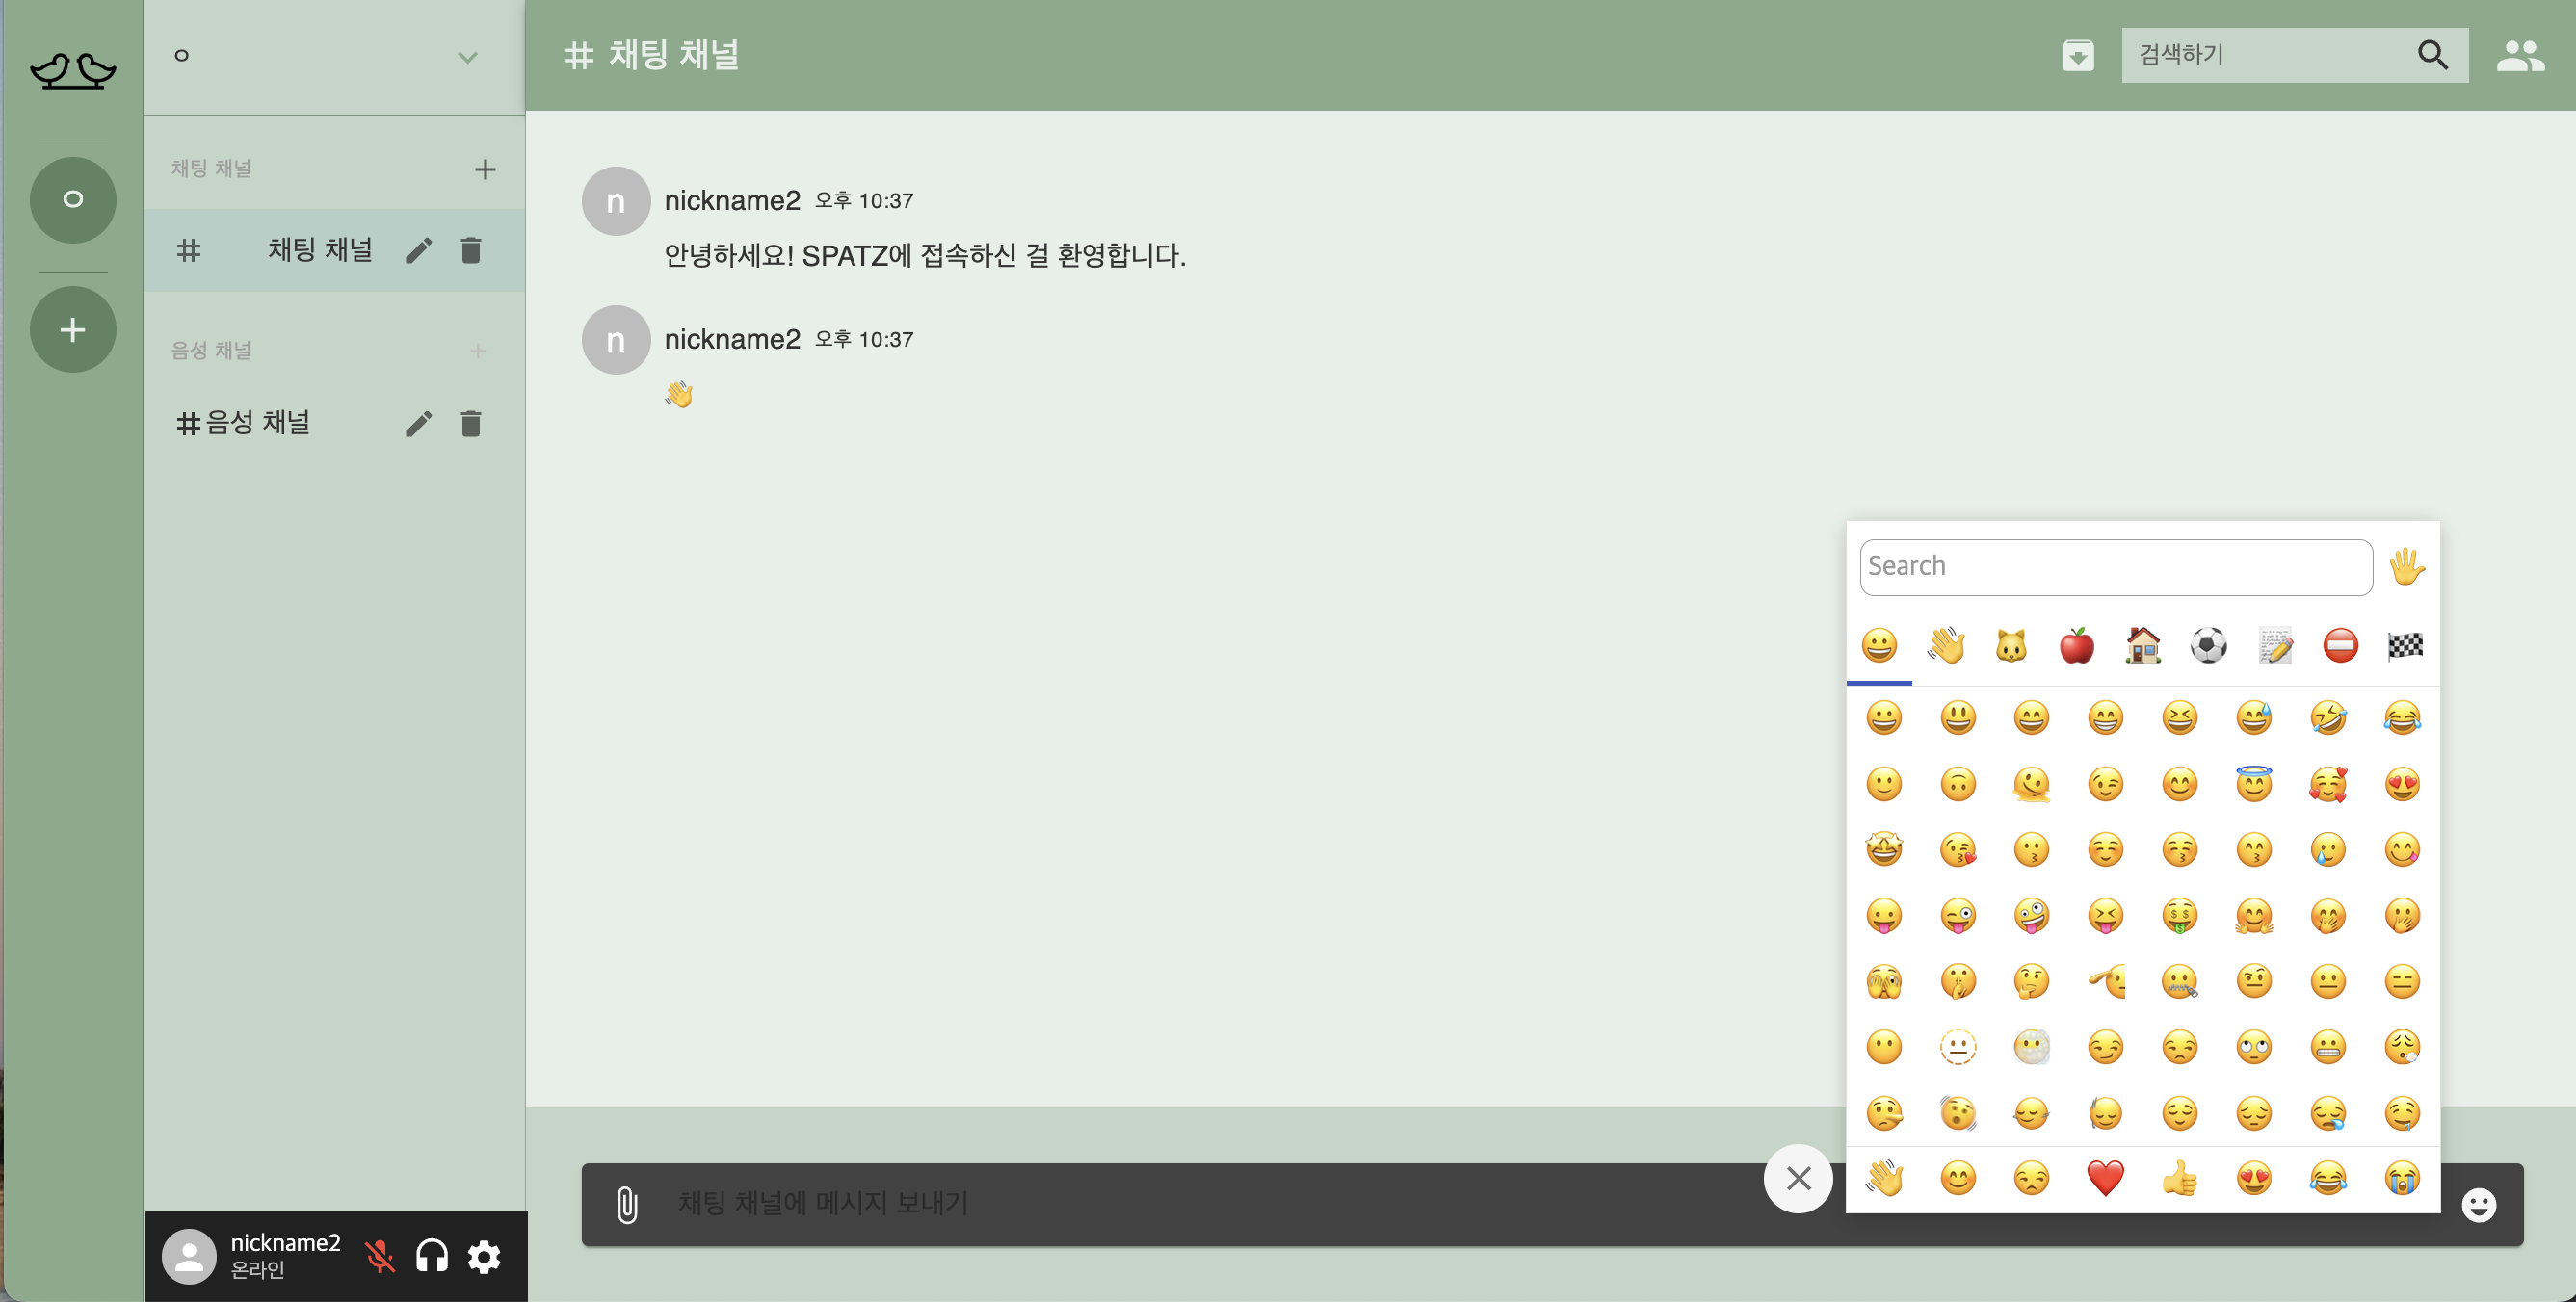 ㅇ
# 채팅 채널
검색하기
ㅇ
채팅 채널
# 채팅 채널
음성 채널
#음성 채널
n
nickname2 오후 10:37
안녕하세요! SPATZ에 접속하신 걸 환영합니다.
n
nickname2 오후 10:37
👋
Search
채팅 채널에 메시지 보내기
nickname2
온라인